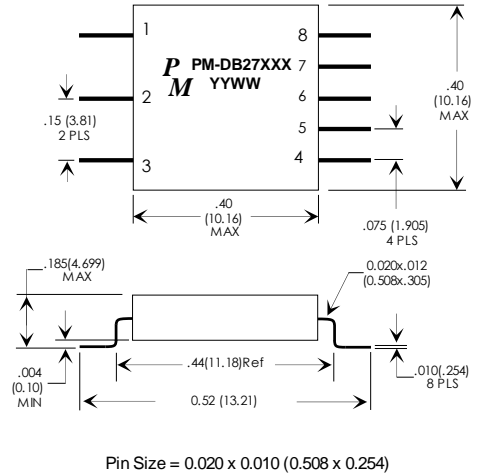 1
8
P PM-DB27XXX
M YYWW
7
2
6
5
3
4
.15 (3.81)
2 PLS
.40
(10.16)
MAX
.40
(10.16)
MAX
.075 (1.905)
4 PLS
.185(4.699)
MAX
0.020x.012
(0.508x.305)
.004
(0.10)
MIN
.44(11.18)Ref
.010(.254)
8 PLS
0.52 (13.21)
Pin Size = 0.020 x 0.010 (0.508 x 0.254)